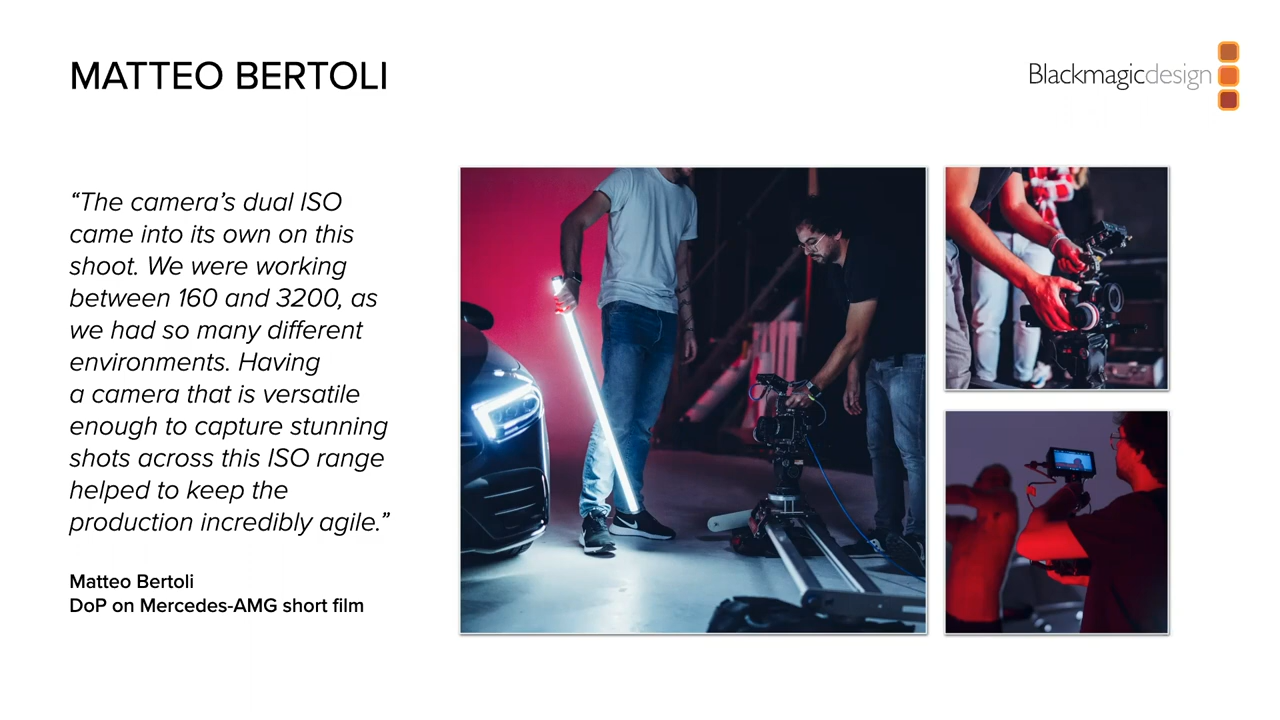 MATTEO BERTOLI
Blackmagicdesign
“The camera’s dual ISO
came into its own on this
shoot. We were working
between 160 and 3200, as
we had so many different
environments. Having
a camera that is versatile
enough to capture stunning
shots across this ISO range
helped to keep the
production incredibly agile.”
Matteo Bertoli
DoP on Mercedes-AMG short film